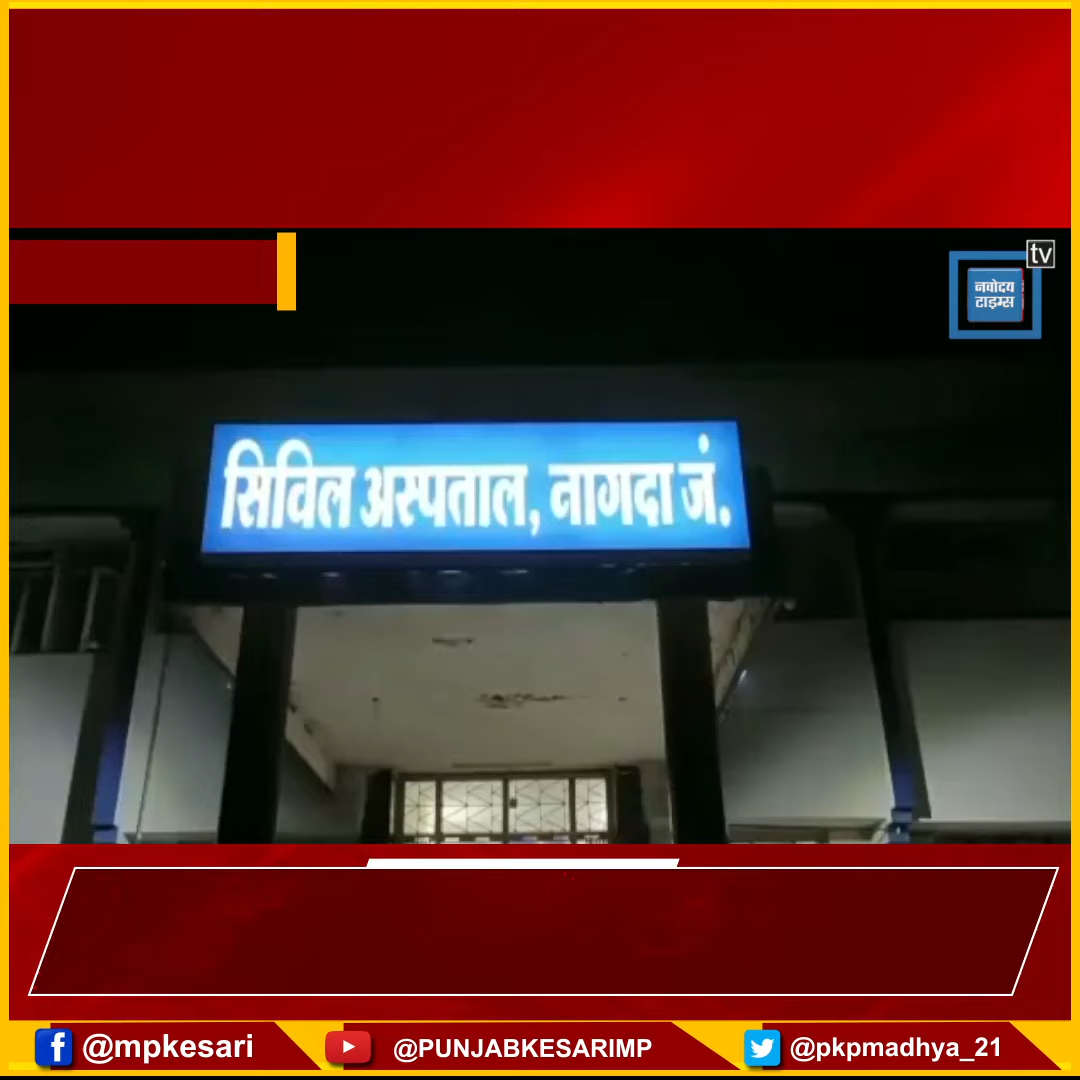 tv
नवोदय
टाइम्स
सिविल अस्पताल, नागदा जं.
@mpkesari
@PUNJABKESARIMP
@pkpmadhya_21